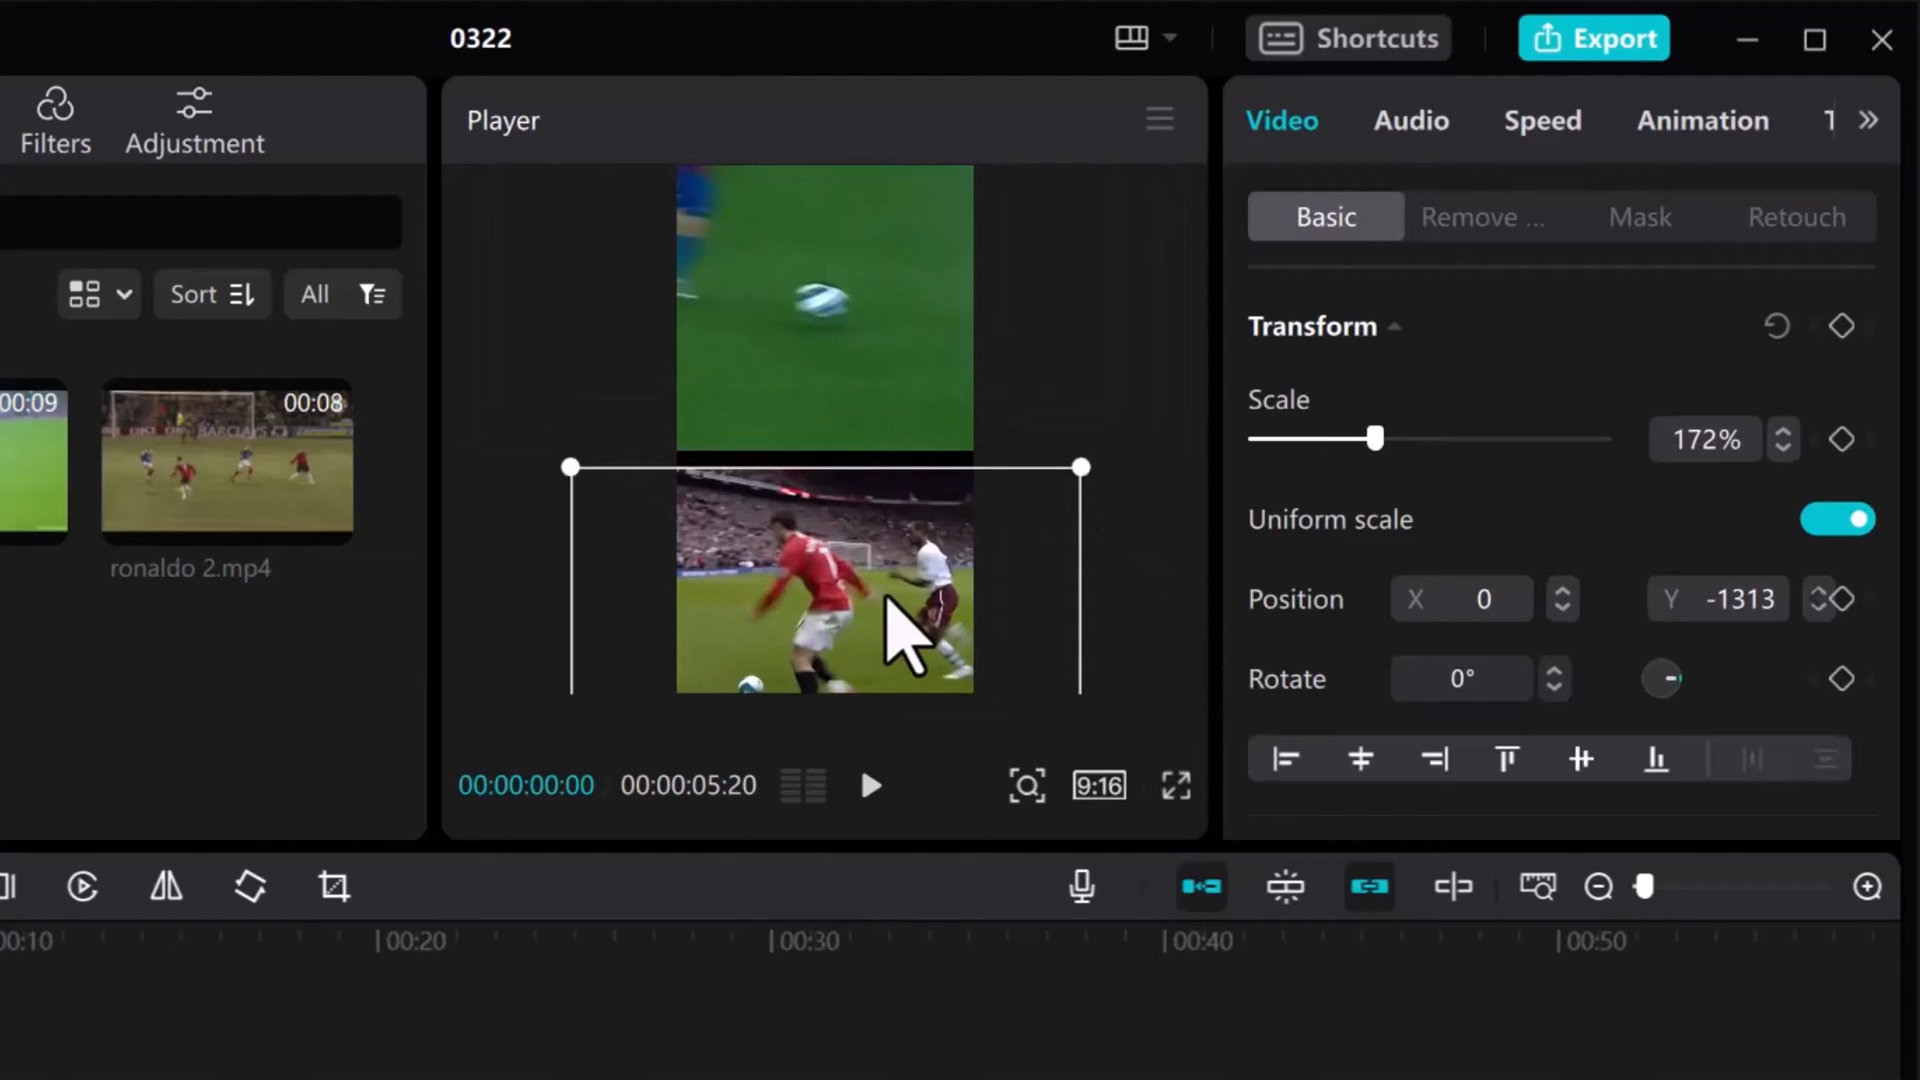 0322
Shortcuts
Export
Filters
Adjustment
Player
Video
Audio
Speed
Animation
Basic
Remove ...
Mask
Retouch
Sort
All
Transform
Scale
172%
00:09
00:08
BARCLAYS
Uniform scale
ronaldo 2.mp4
Position
X 0
Y -1313
Rotate
0°
00:00:00:00
00:00:05:20
9:16
00:10
00:20
00:30
00:40
00:50